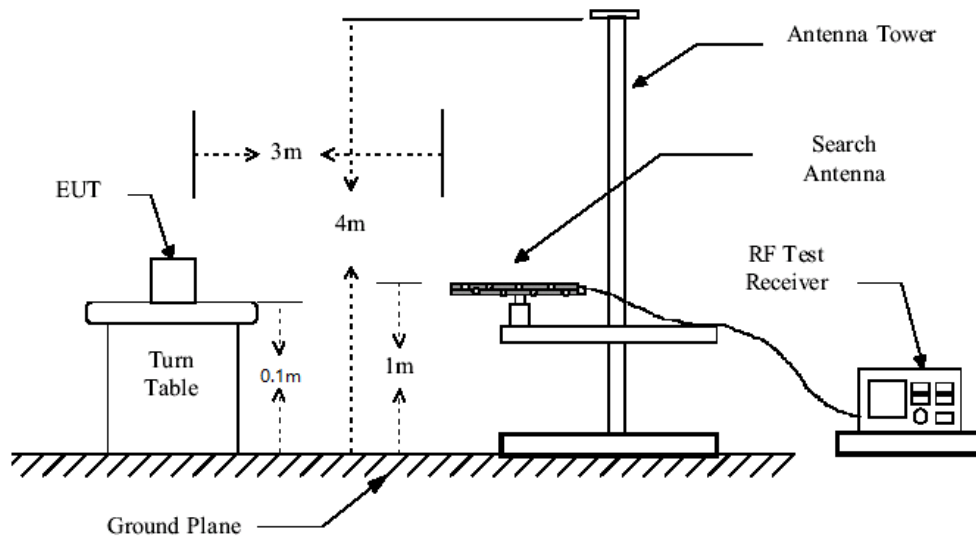 Antenna Tower
3m
Search
Antenna
EUT
4m
RF Test
Receiver
Turn
Table
0.1m
1m
Ground Plane